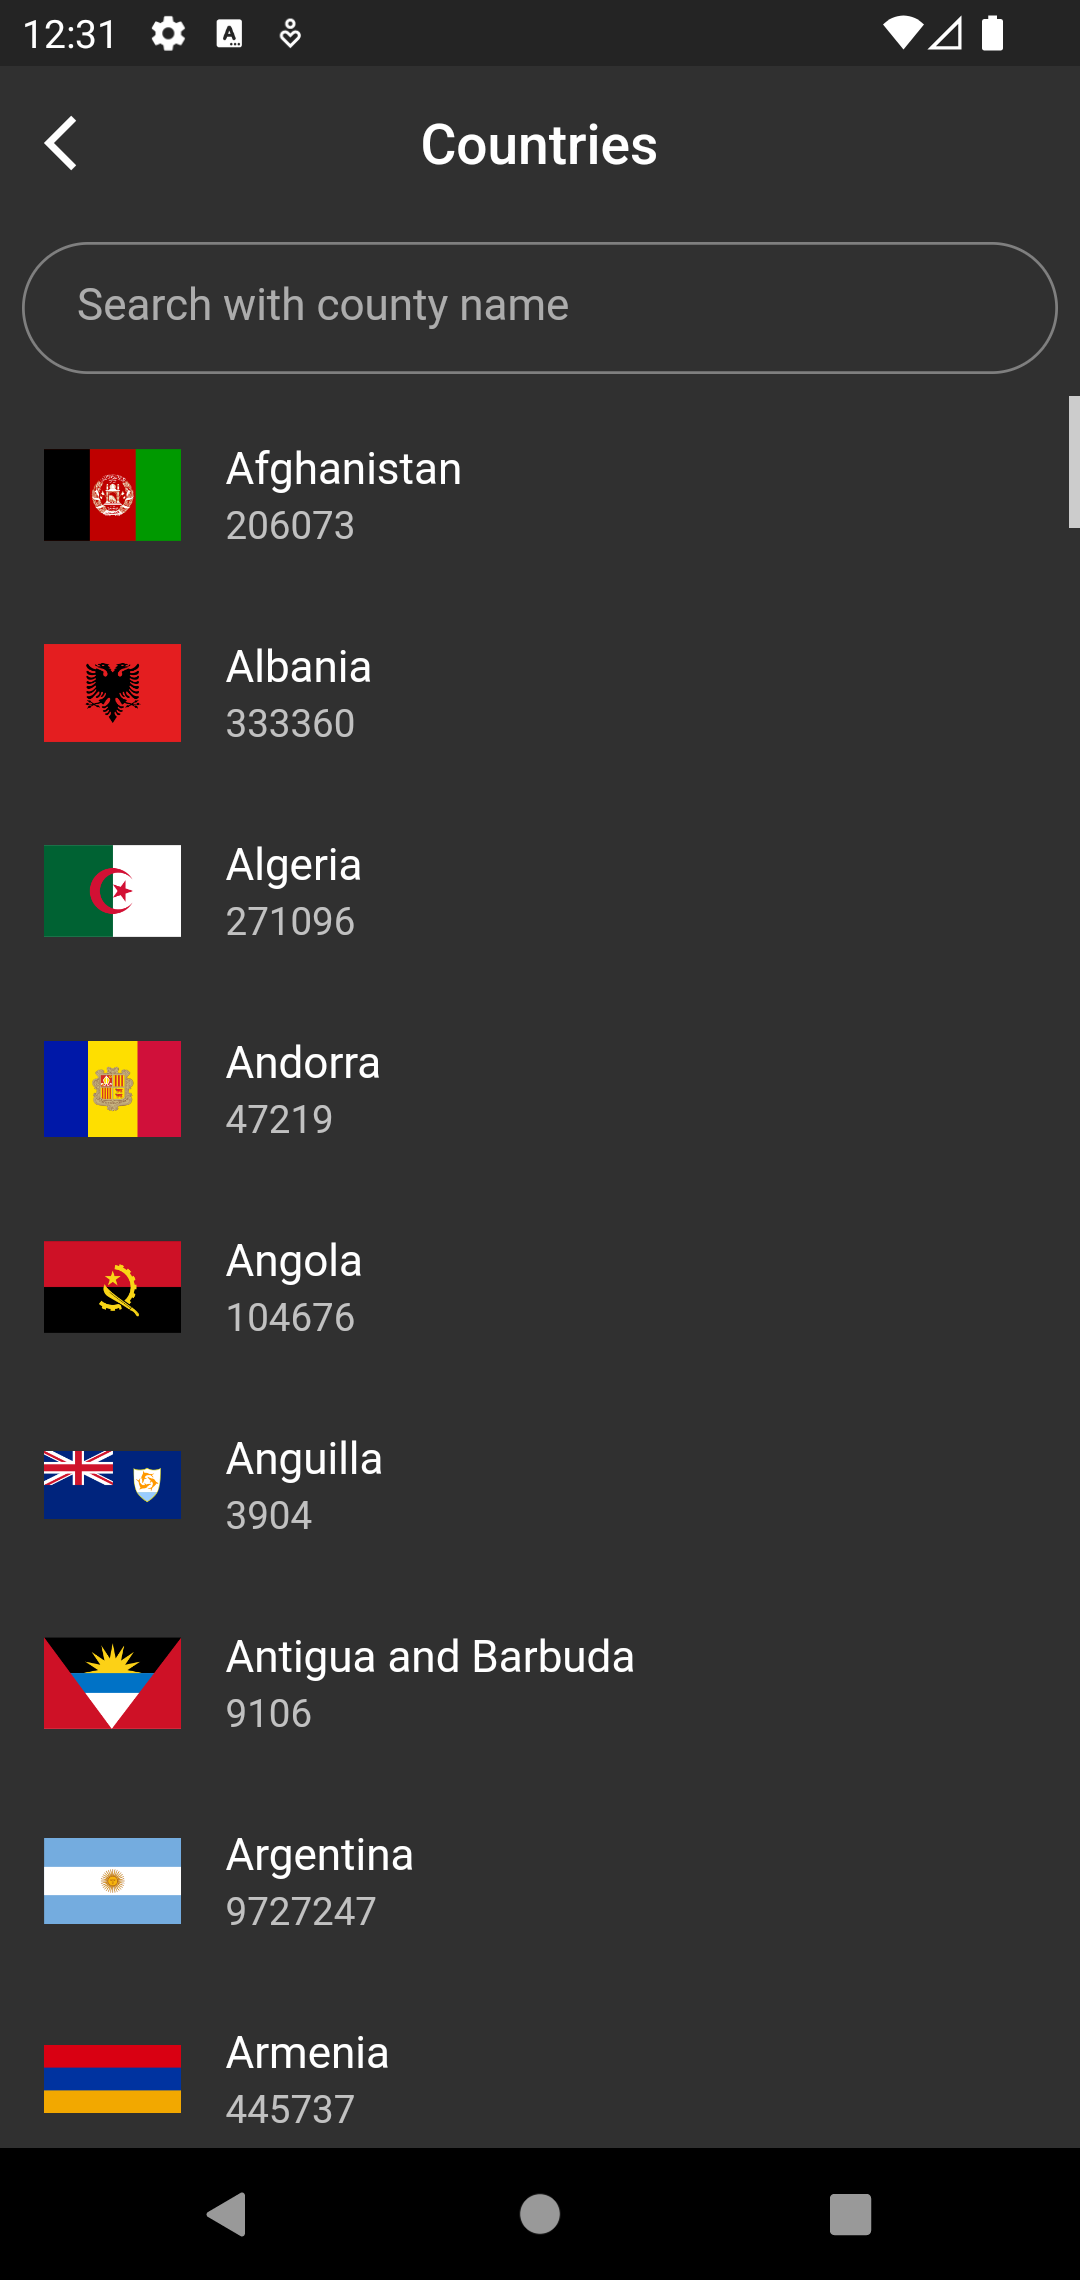 12:31
Countries
Search with county name
Afghanistan
206073
Albania
333360
Algeria
271096
Andorra
47219
Angola
104676
Anguilla
3904
Antigua and Barbuda
9106
Argentina
9727247
Armenia
445737